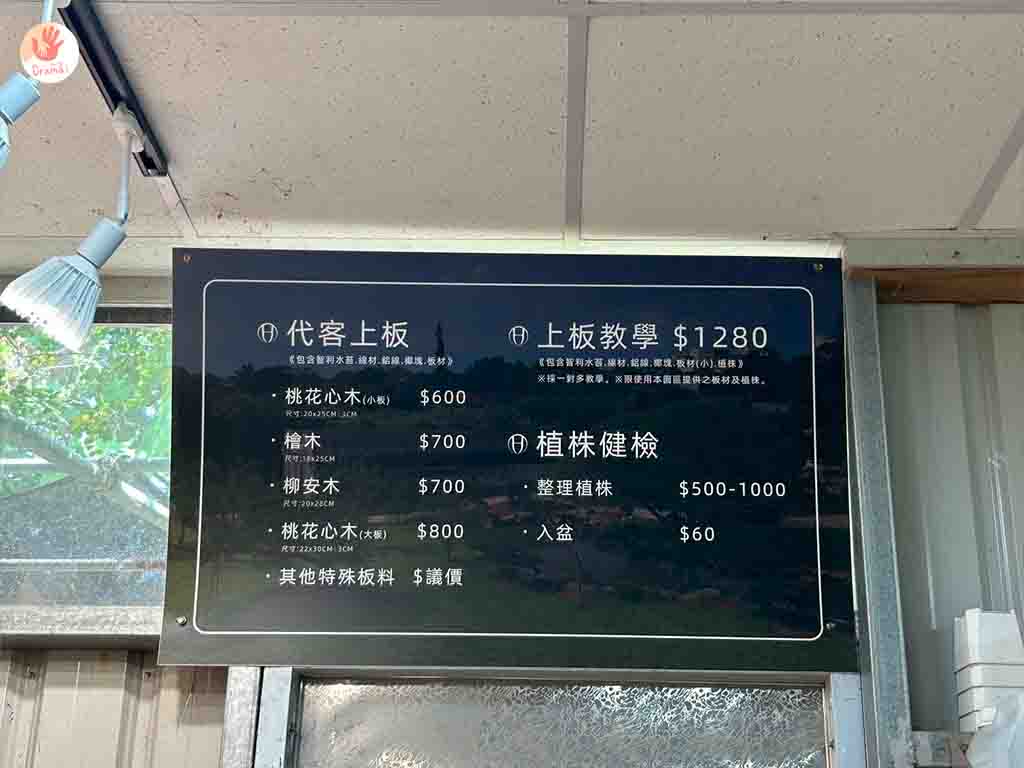 Drama
代客上板
《包含智利水苔.線材.鋁線.椰塊.板材》
・桃花心木(小板) $600
尺寸:20x25CM±3CM
・檜木 $700
尺寸:18x25CM
・柳安木 $700
尺寸:20x28CM
・桃花心木(大板) $800
尺寸:22x30CM±3CM
・其他特殊板料 $議價
上板教學 $1280
《包含智利水苔.線材.鋁線.椰塊.板材(小).植株》
※採一對多教學。※限使用本園區提供之板材及植株。
植株健檢
・整理植株 $500-1000
・入盆 $60